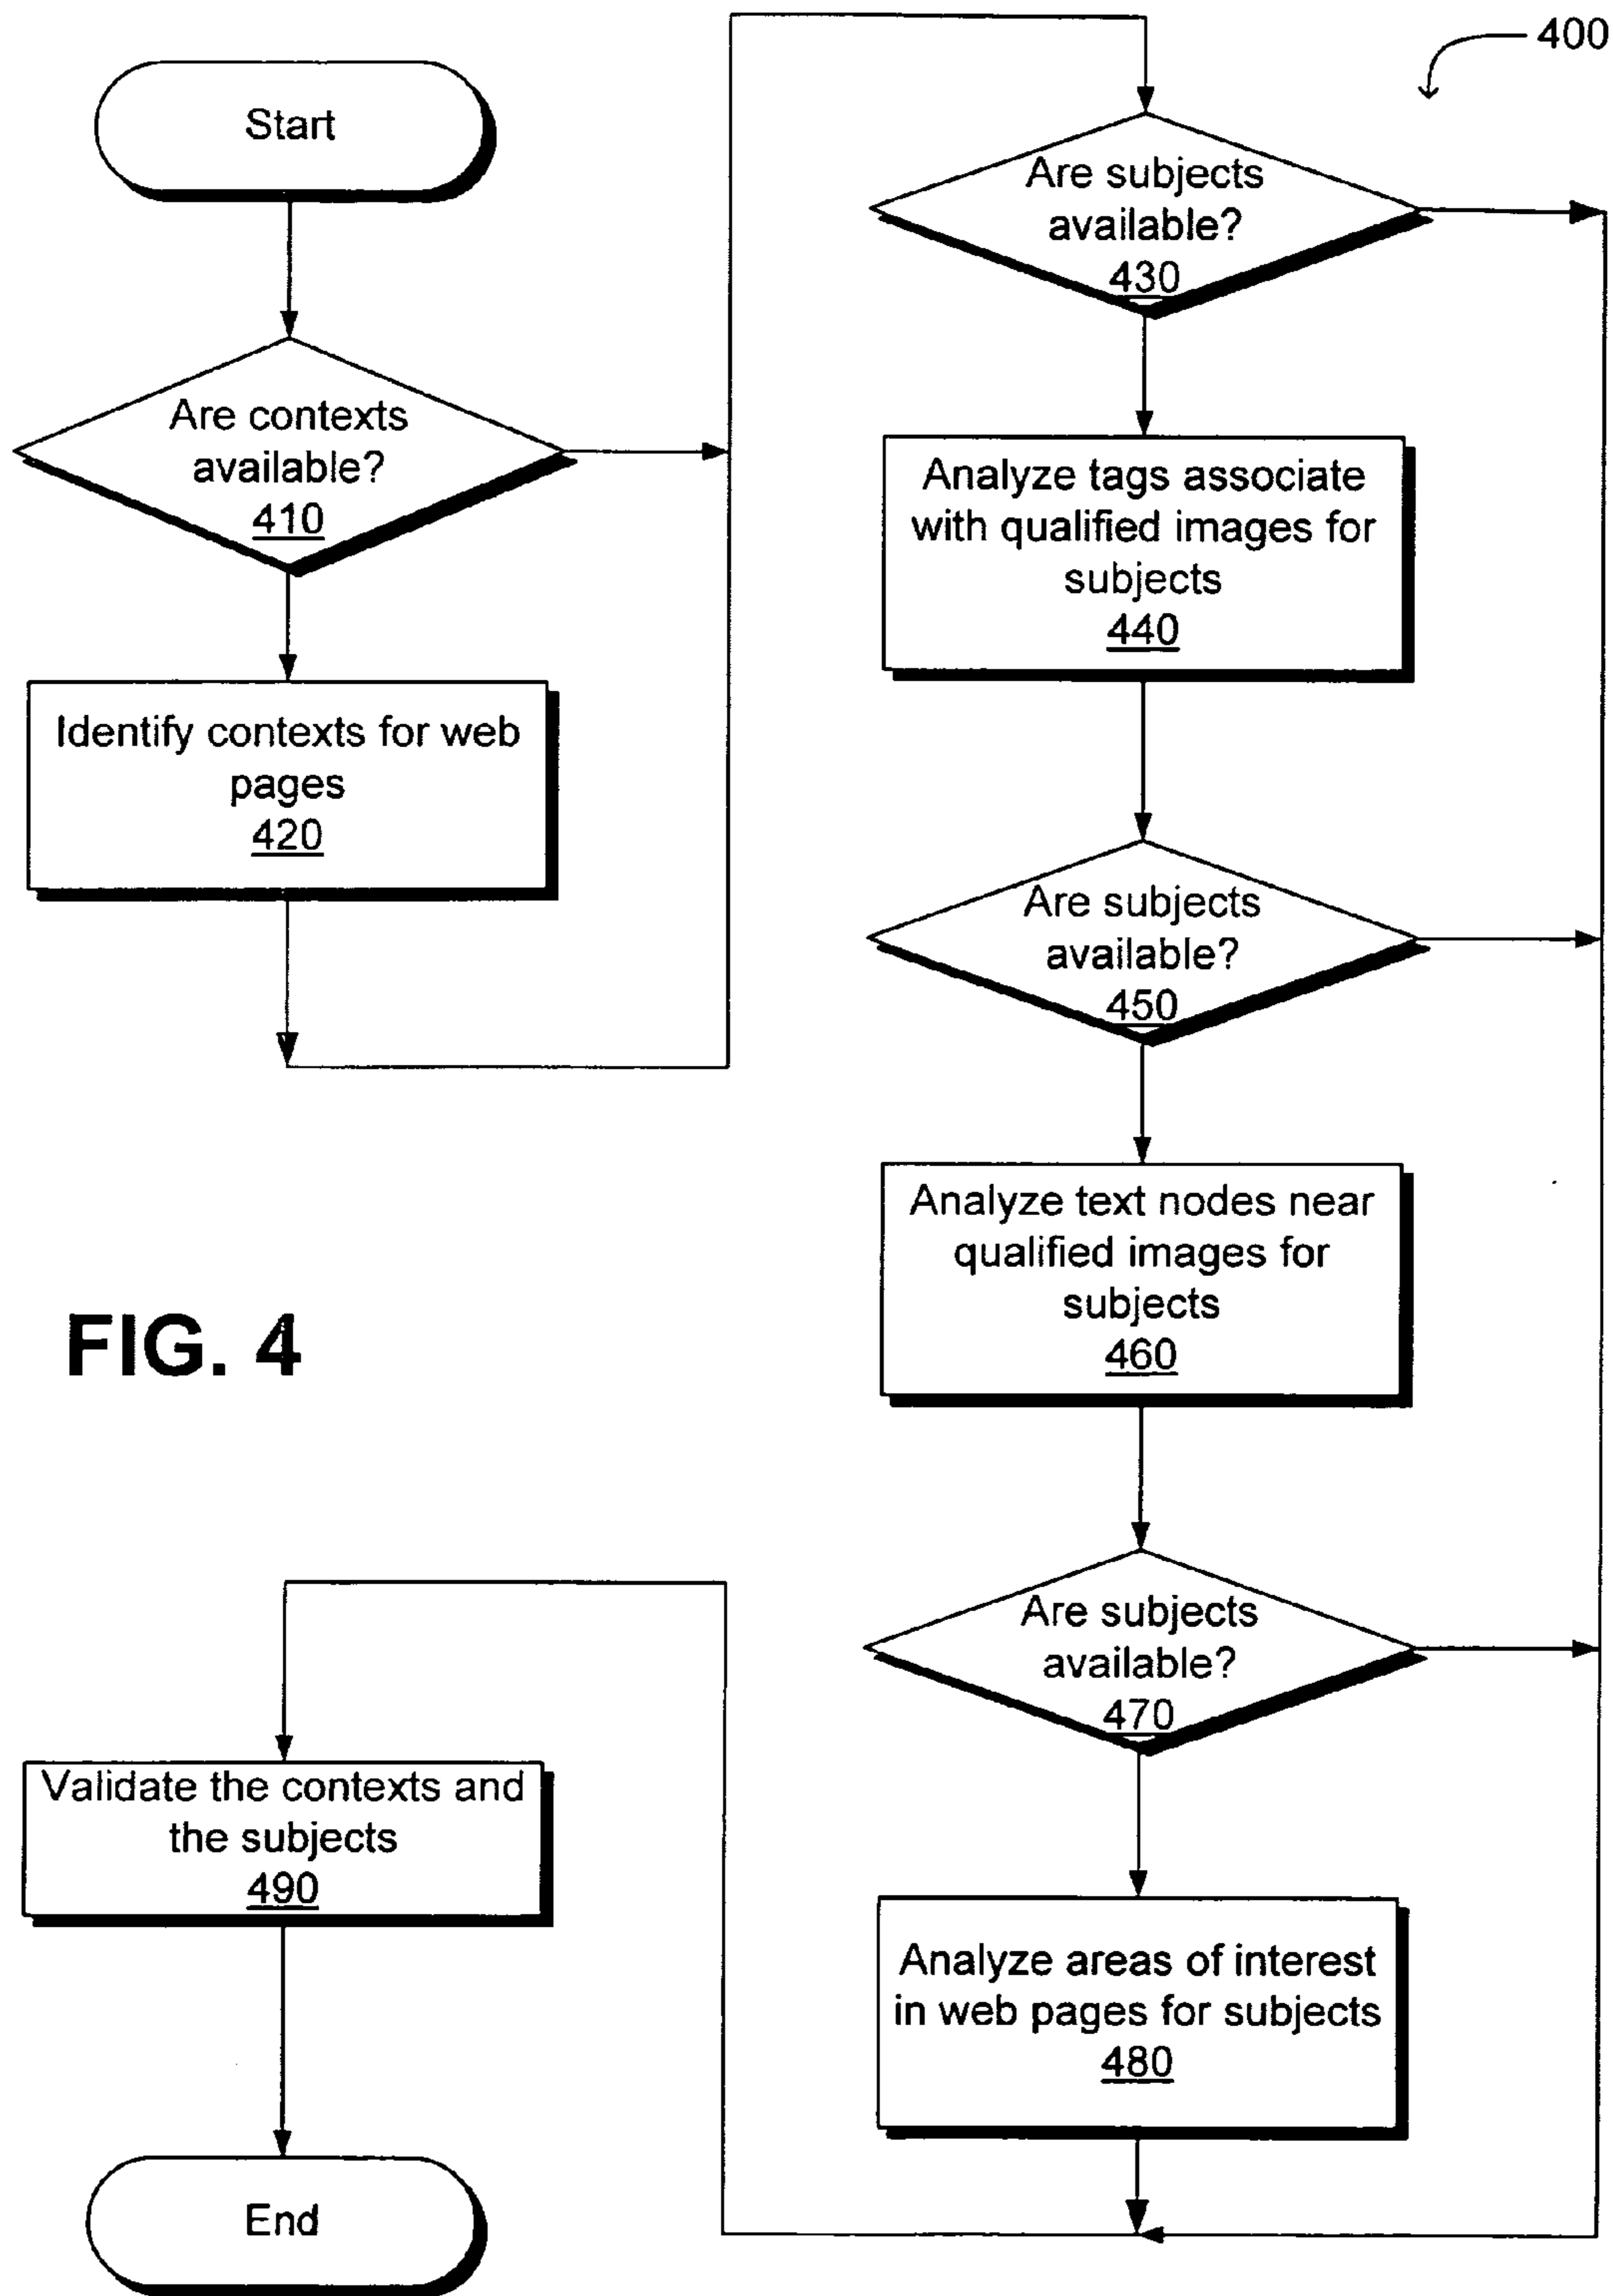 400
Start
Are contexts
available?
410
Identify contexts for web
pages
420
Are subjects
available?
430
Analyze tags associate
with qualified images for
subjects
440
Are subjects
available?
450
Analyze text nodes near
qualified images for
subjects
460
Are subjects
available?
470
Analyze areas of interest
in web pages for subjects
480
Validate the contexts and
the subjects
490
End
FIG. 4